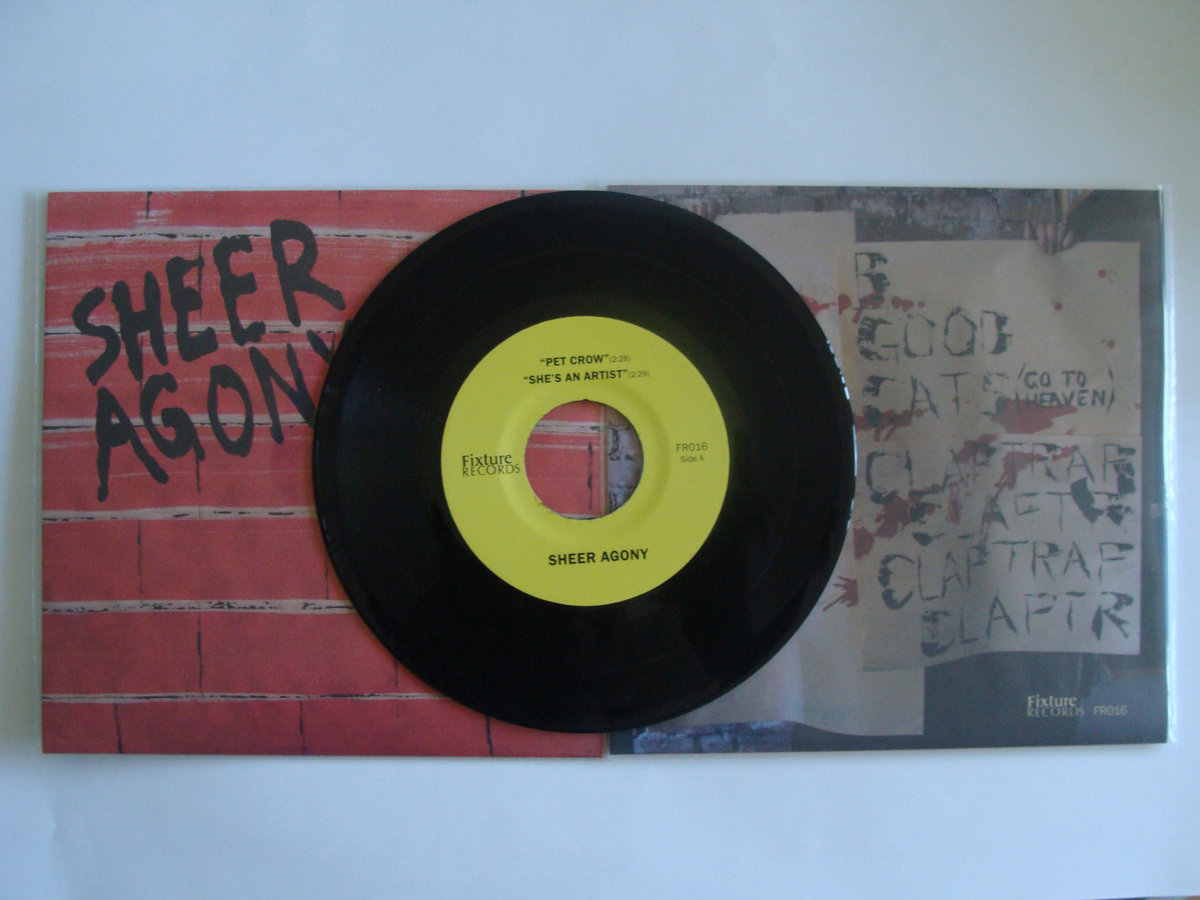 SHEER
AGONY
"PET CROW"(2:28)
"SHE'S AN ARTIST"(2:29)
Fixture
RECORDS
FR016
Side A
SHEER AGONY
B
GOOD
CATS (GO TO
HEAVEN)
CLAPTRAP
CLAPTRAP
CLAPTR
Fixture
RECORDS FR016